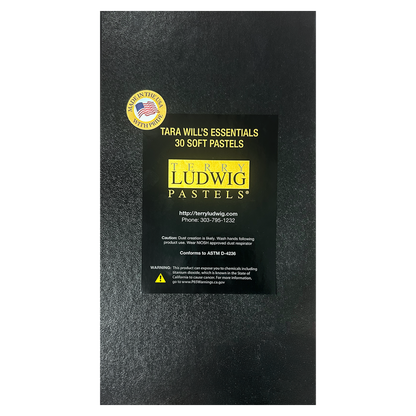 MADE IN THE USA
WITH PRIDE
TARA WILL'S ESSENTIALS
30 SOFT PASTELS
TERRY
LUDWIG
PASTELS®
http://terryludwig.com
Phone: 303-795-1232
Caution: Dust creation is likely. Wash hands following
product use. Wear NIOSH approved dust respirator
Conforms to ASTM D-4236
WARNING: This product can expose you to chemicals including
titanium dioxide, which is known in the State of
California to cause cancer. For more information,
go to www.P65Warnings.ca.gov